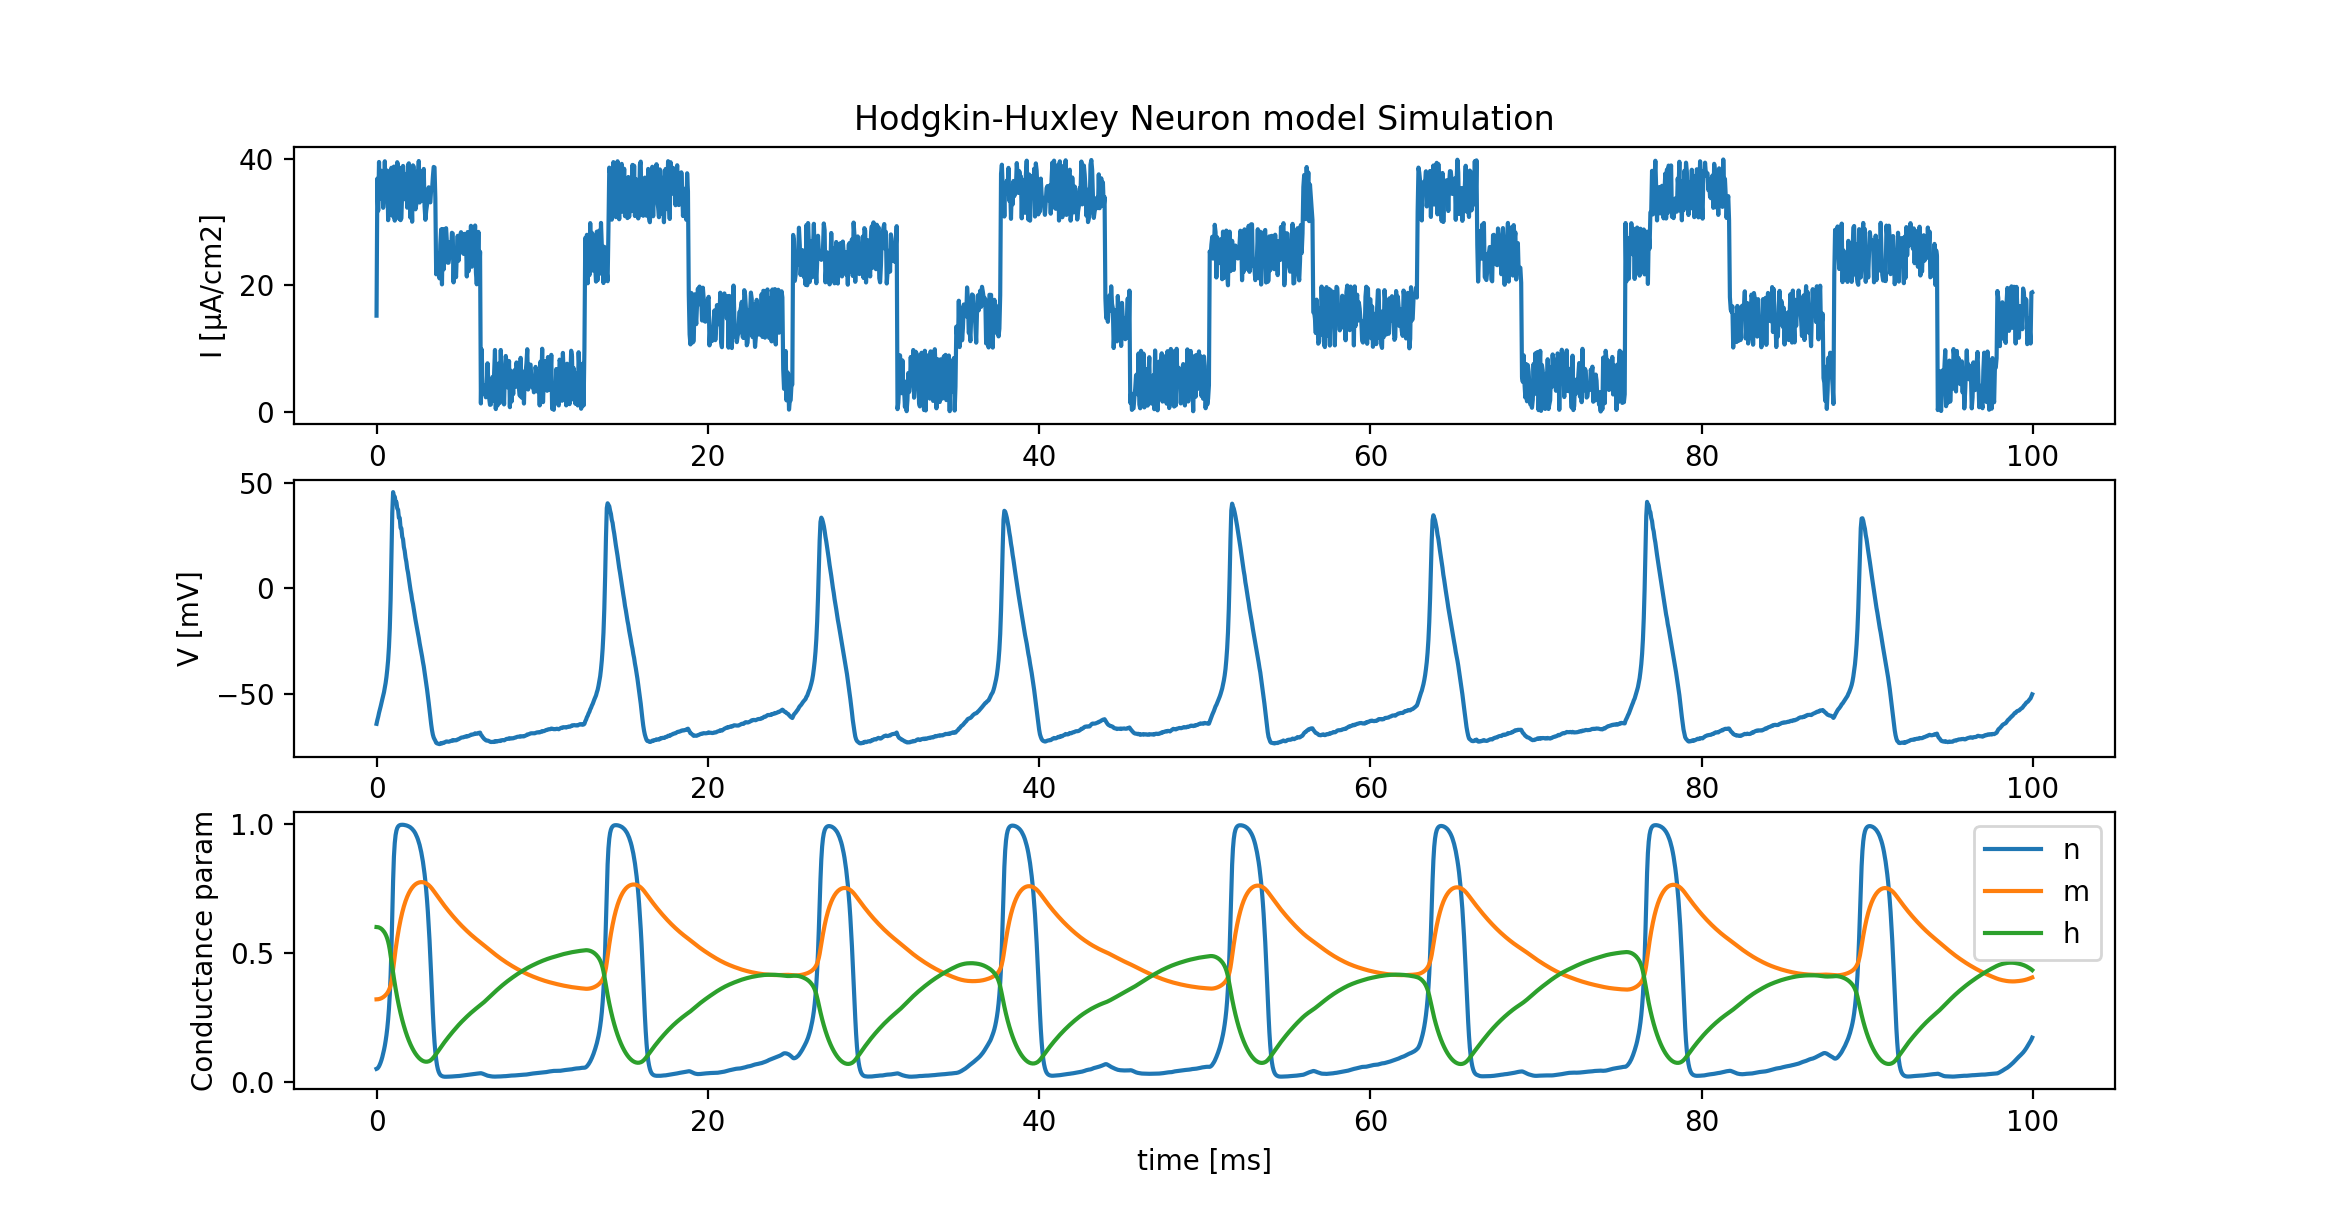 Hodgkin-Huxley Neuron model Simulation
I [µA/cm2]
40
20
0
0 20 40 60 80 100
V [mV]
50
0
−50
0 20 40 60 80 100
Conductance param
1.0
0.5
0.0
n
m
h
0 20 40 60 80 100
time [ms]